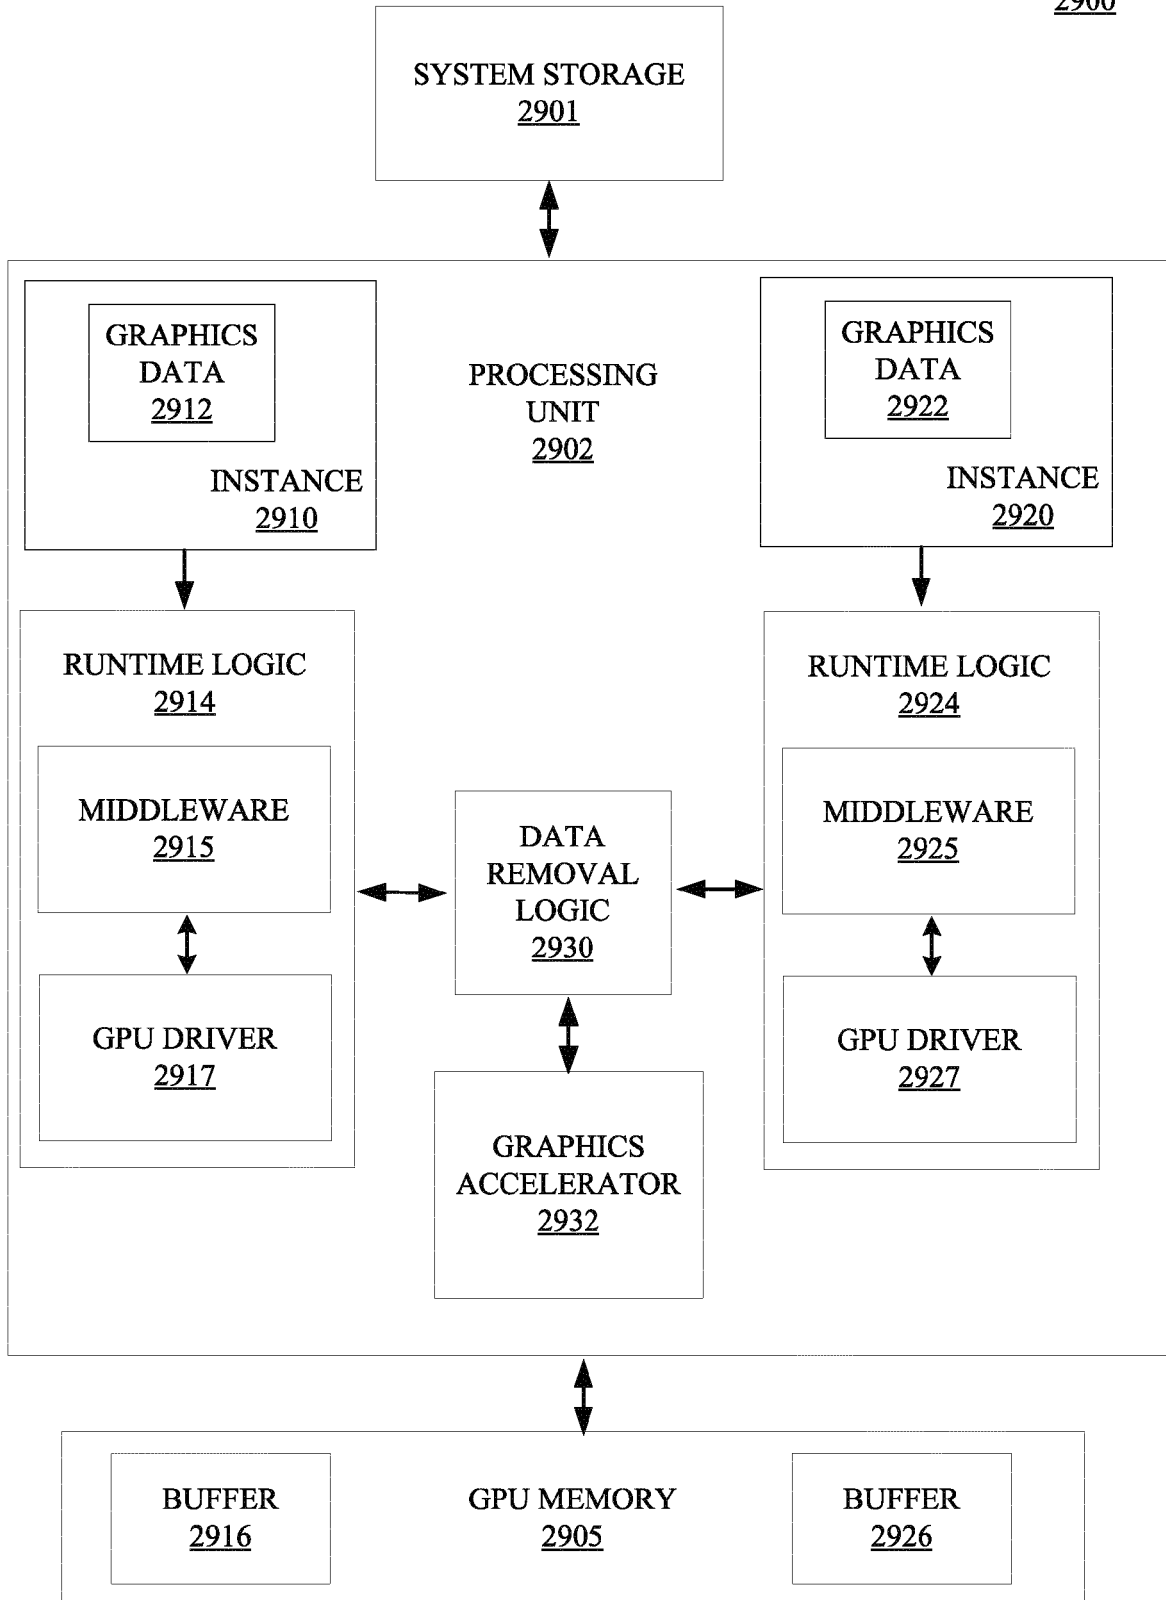 2900
SYSTEM STORAGE
2901
GRAPHICS
DATA
2912
INSTANCE
2910
PROCESSING
UNIT
2902
GRAPHICS
DATA
2922
INSTANCE
2920
RUNTIME LOGIC
2914
MIDDLEWARE
2915
GPU DRIVER
2917
DATA
REMOVAL
LOGIC
2930
GRAPHICS
ACCELERATOR
2932
RUNTIME LOGIC
2924
MIDDLEWARE
2925
GPU DRIVER
2927
BUFFER
2916
GPU MEMORY
2905
BUFFER
2926